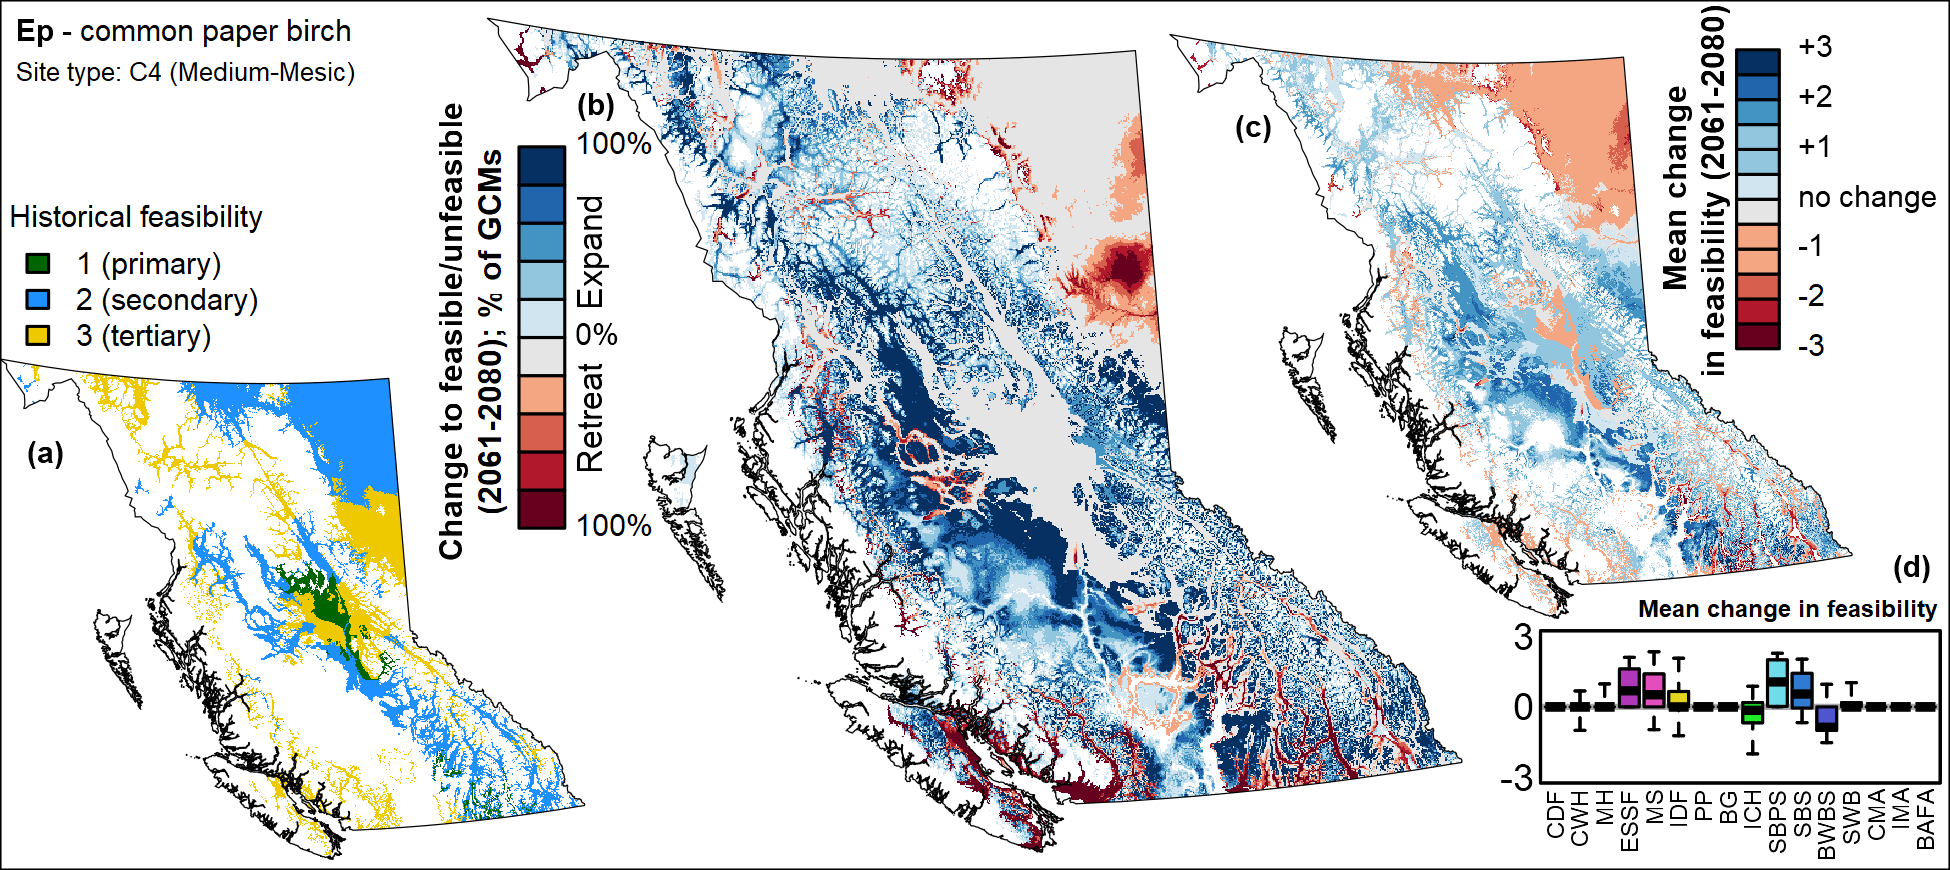 Ep - common paper birch
Site type: C4 (Medium-Mesic)
Historical feasibility
1 (primary)
2 (secondary)
3 (tertiary)
(a)
Change to feasible/unfeasible
(2061-2080); % of GCMs
100%
Expand
0%
Retreat
100%
(b)
(c)
Mean change
in feasibility (2061-2080)
+3
+2
+1
no change
-1
-2
-3
(d)
Mean change in feasibility
3
0
-3
CDF
CWH
MH
ESSF
MS
IDF
PP
BG
ICH
SBPS
SBS
BWBS
SWB
CMA
IMA
BAFA